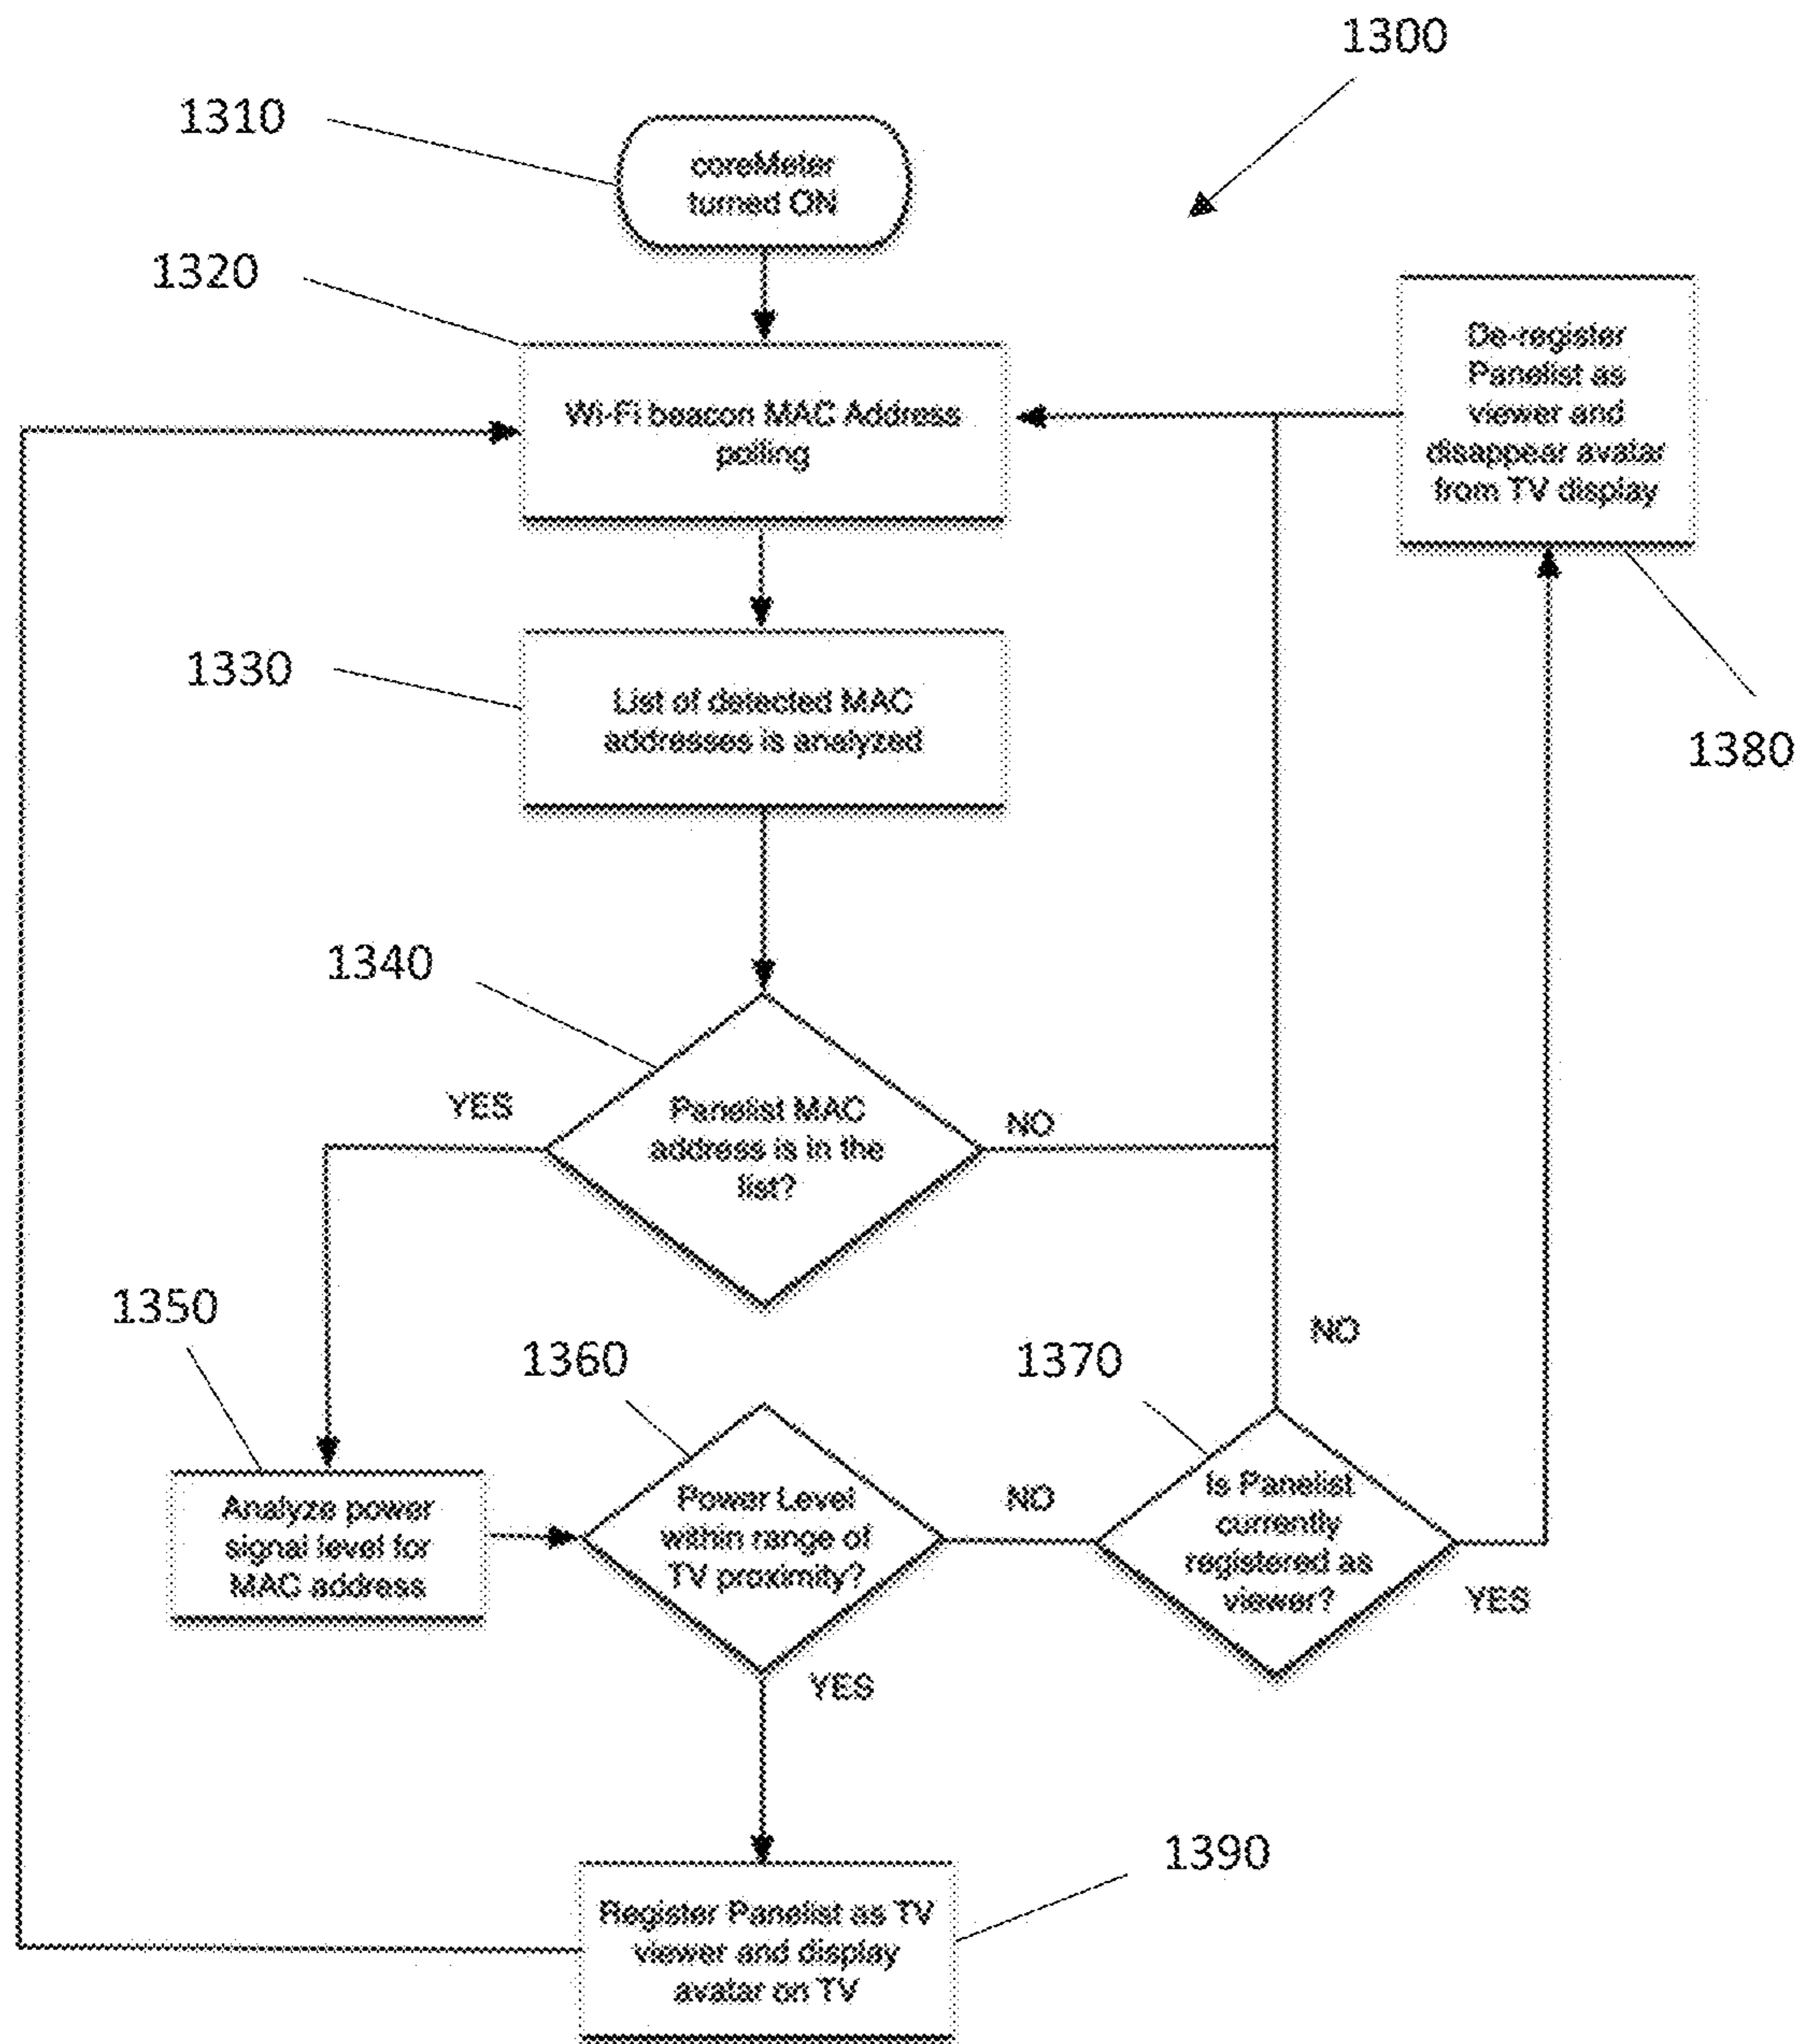 1300
1310
coreMeter
turned ON
1320
Wi-Fi beacon MAC Address
polling
De-register
Panelist as
viewer and
disappear avatar
from TV display
1330
List of detected MAC
addresses is analyzed
1380
1340
YES
Panelist MAC
address is in the
list?
NO
1350
1360
1370
NO
Analyze power
signal level for
MAC address
Power Level
within range of
TV proximity?
NO
Is Panelist
currently
registered as
viewer?
YES
YES
1390
Register Panelist as TV
viewer and display
avatar on TV